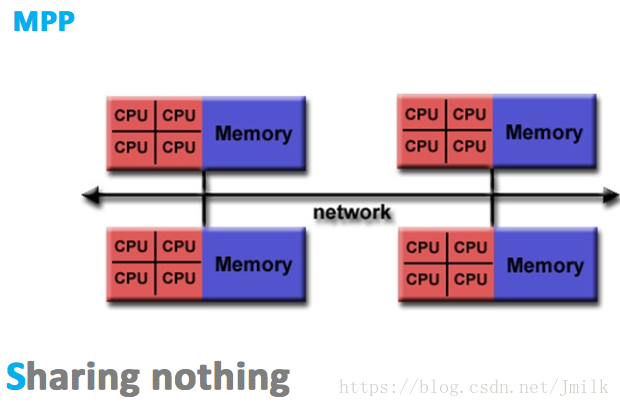 MPP
CPU CPU CPU CPU
CPU CPU Memory CPU CPU Memory
network
CPU CPU CPU CPU
CPU CPU Memory CPU CPU Memory
Sharing nothing
https://blog.csdn.net/Jmilk